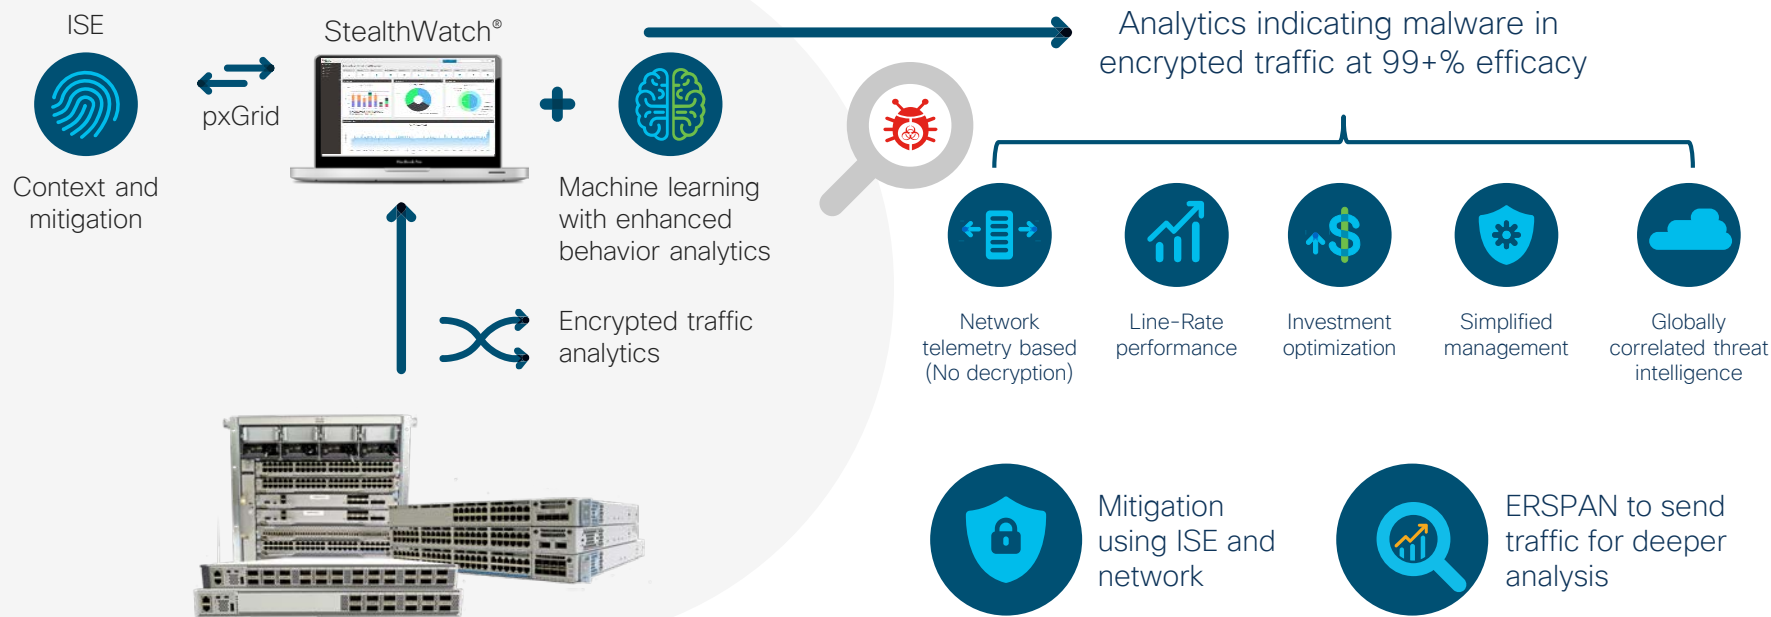 ISE
StealthWatch®
pxGrid
Context and
mitigation
Machine learning
with enhanced
behavior analytics
Encrypted traffic
analytics
Analytics indicating malware in
encrypted traffic at 99+% efficacy
Network
telemetry based
(No decryption)
Line-Rate
performance
Investment
optimization
Simplified
management
Globally
correlated threat
intelligence
Mitigation
using ISE and
network
ERSPAN to send
traffic for deeper
analysis